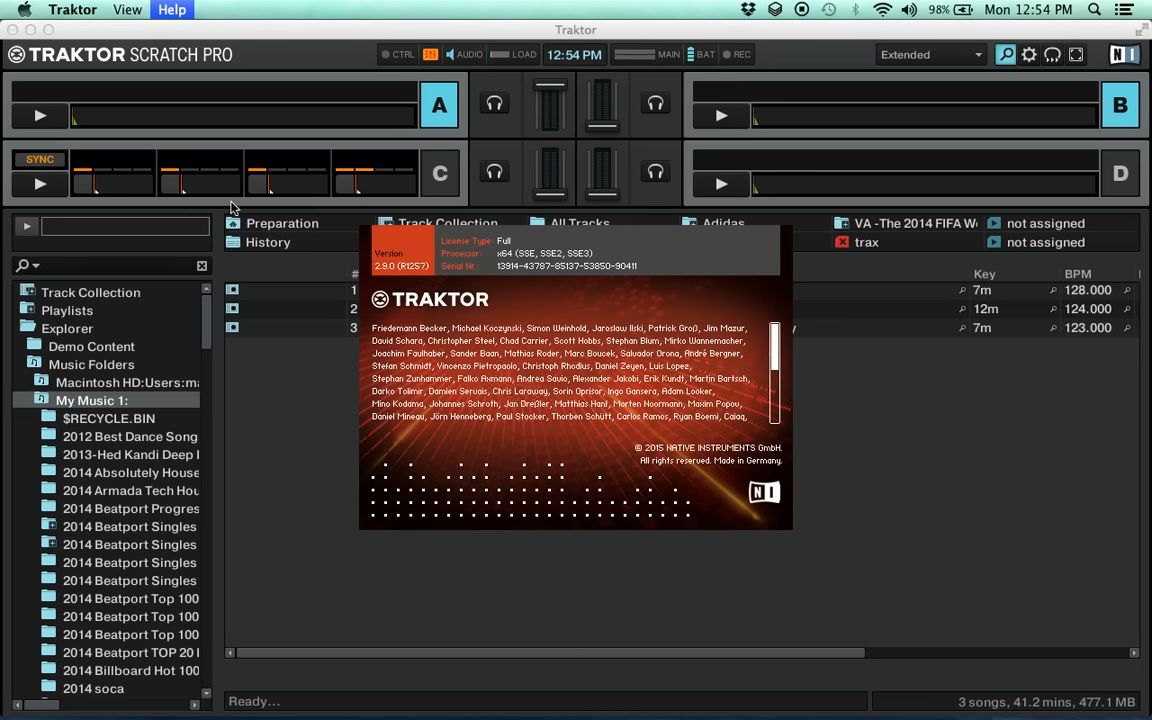 Traktor View Help 98% Mon 12:54 PM
Traktor
TRAKTOR SCRATCH PRO CTRL AUDIO LOAD 12:54 PM MAIN BAT REC Extended NI
A B
SYNC
C D
Preparation Track Collection All Tracks Adidas VA -The 2014 FIFA W not assigned
History trax not assigned
Version
2.9.0 (R1257)
License Type: Full
Processor: x64 (SSE, SSE2, SSE3)
Serial Nr.: 13914-43787-85137-53850-90411
# Key BPM
1 7m 128.000
2 12m 124.000
3 7m 123.000
TRAKTOR
Friedemann Becker, Michael Koczynski, Simon Weinhold, Jaroslaw Ilski, Patrick Groß, Jim Mazur,
David Schara, Christopher Steel, Chad Carrier, Scott Hobbs, Stephan Blum, Mirko Wannemacher,
Joachim Faulhaber, Sander Baan, Mathias Roder, Marc Boucek, Salvador Orona, André Bergner,
Stefan Schmidt, Vincenzo Pietropaolo, Christoph Rhodius, Daniel Zeyen, Luis Lopez,
Stephan Zunhammer, Falko Axmann, Andrea Savio, Alexander Jakobi, Erik Kundt, Martin Bartsch,
Darko Tolimir, Damien Servais, Chris Laraway, Sorin Oprisor, Ingo Gansera, Adam Looker,
Mino Kodama, Johannes Schroth, Jan Dreßler, Matthias Hanf, Morten Noormann, Maxim Popov,
Daniel Mineau, Jörn Henneberg, Paul Stocker, Thorben Schütt, Carlos Ramos, Ryan Boemi, Caiaq,
© 2015 NATIVE INSTRUMENTS GmbH.
All rights reserved. Made in Germany.
NI
Track Collection
Playlists
Explorer
Demo Content
Music Folders
Macintosh HD:Users:ma
My Music 1:
$RECYCLE.BIN
2012 Best Dance Song
2013-Hed Kandi Deep
2014 Absolutely House
2014 Armada Tech Hou
2014 Beatport Progres
2014 Beatport Singles
2014 Beatport Singles
2014 Beatport Singles
2014 Beatport Singles
2014 Beatport Top 100
2014 Beatport Top 100
2014 Beatport Top 100
2014 Beatport TOP 20
2014 Billboard Hot 100
2014 soca
Ready... 3 songs, 41.2 mins, 477.1 MB